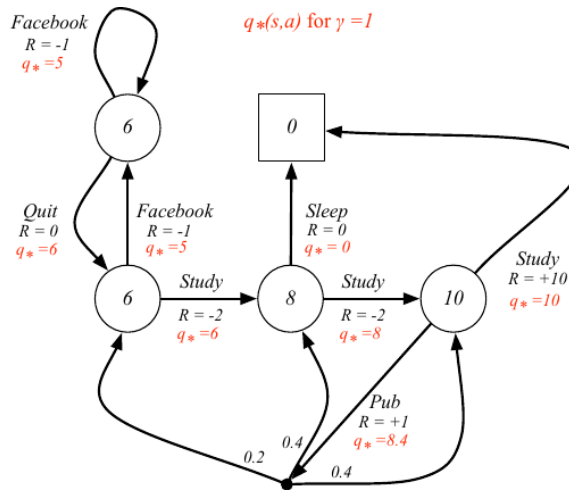 Facebook
R = -1
q* =5
q*(s,a) for γ =1
6
0
Quit
R = 0
q* =6
Facebook
R = -1
q* =5
Sleep
R = 0
q* =0
Study
R = +10
q* =10
6
Study
R = -2
q* =6
8
Study
R = -2
q* =8
10
Pub
R = +1
q* =8.4
0.2
0.4
0.4